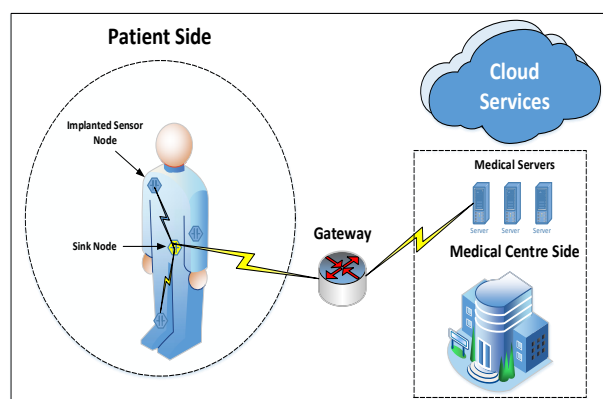 Patient Side
Implanted Sensor
Node
Sink Node
Gateway
Cloud
Services
Medical Servers
Server Server Server
Medical Centre Side